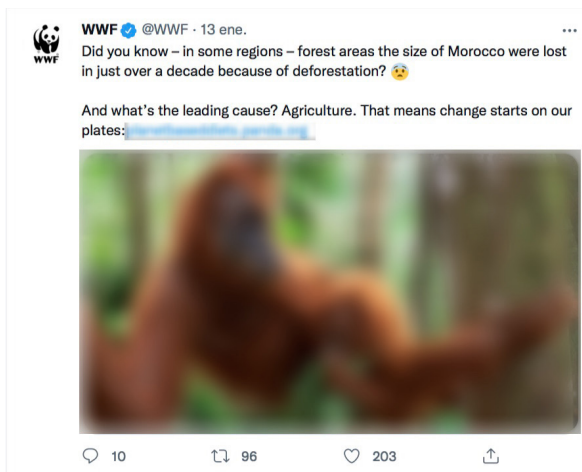 WWF @WWF · 13 ene.
Did you know – in some regions – forest areas the size of Morocco were lost
in just over a decade because of deforestation? 😰
And what's the leading cause? Agriculture. That means change starts on our
plates:
WWF
10 96 203